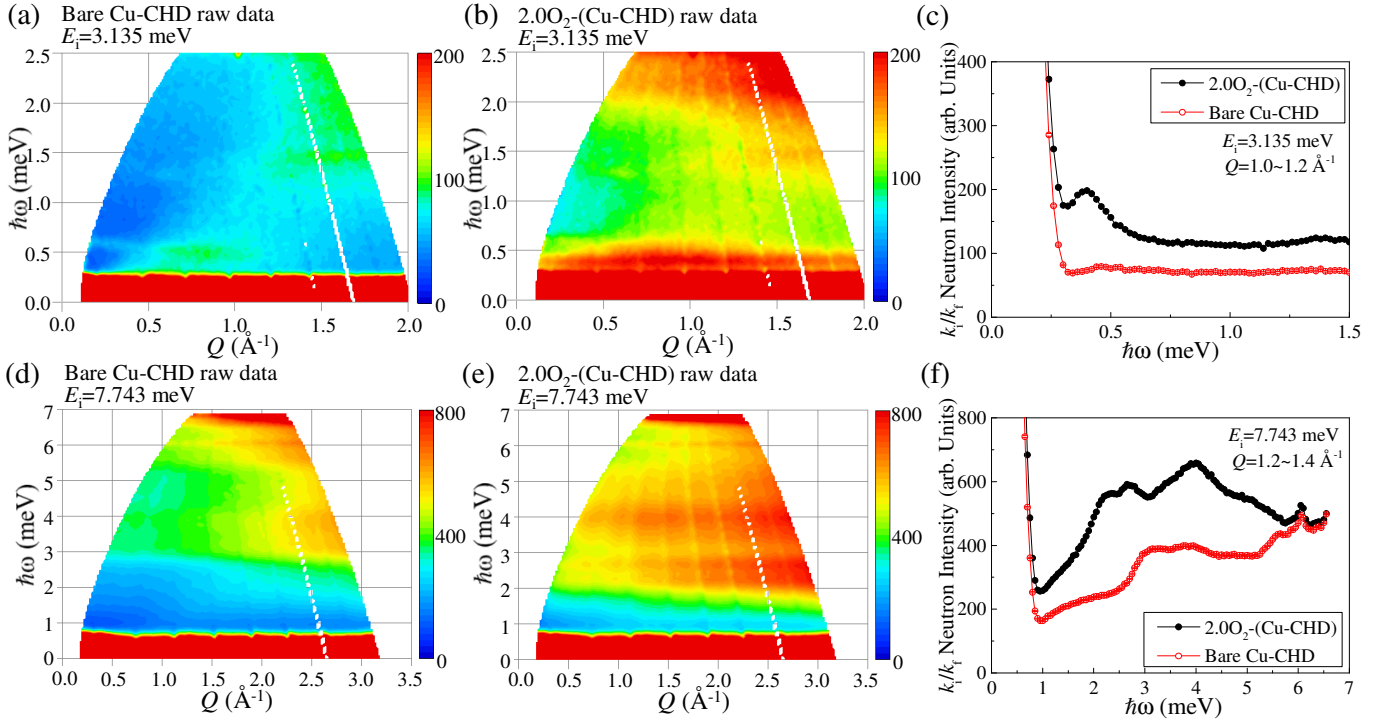 (a) Bare Cu-CHD raw data
Eᵢ=3.135 meV
2.5
2.0
1.5
1.0
0.5
0.0
ħω (meV)
0.0 0.5 1.0 1.5 2.0
Q (Å⁻¹)
200
100
0
(b) 2.0O₂-(Cu-CHD) raw data
Eᵢ=3.135 meV
2.5
2.0
1.5
1.0
0.5
0.0
ħω (meV)
0.0 0.5 1.0 1.5 2.0
Q (Å⁻¹)
200
100
0
(c)
kᵢ/k_f Neutron Intensity (arb. Units)
400
300
200
100
0
2.0O₂-(Cu-CHD)
Bare Cu-CHD
Eᵢ=3.135 meV
Q=1.0~1.2 Å⁻¹
0.0 0.5 1.0 1.5
ħω (meV)
(d) Bare Cu-CHD raw data
Eᵢ=7.743 meV
7
6
5
4
3
2
1
0
ħω (meV)
0.0 0.5 1.0 1.5 2.0 2.5 3.0 3.5
Q (Å⁻¹)
800
400
0
(e) 2.0O₂-(Cu-CHD) raw data
Eᵢ=7.743 meV
7
6
5
4
3
2
1
0
ħω (meV)
0.0 0.5 1.0 1.5 2.0 2.5 3.0 3.5
Q (Å⁻¹)
800
400
0
(f)
kᵢ/k_f Neutron Intensity (arb. Units)
800
600
400
200
0
Eᵢ=7.743 meV
Q=1.2~1.4 Å⁻¹
2.0O₂-(Cu-CHD)
Bare Cu-CHD
0 1 2 3 4 5 6 7
ħω (meV)